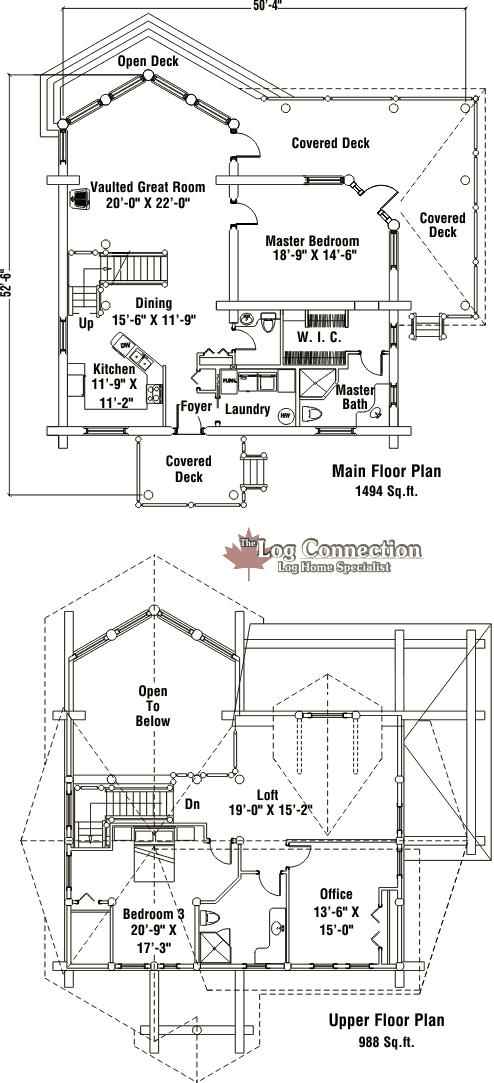 50'-4"
Open Deck
Covered Deck
Vaulted Great Room
20'-0" X 22'-0"
Covered
Deck
Master Bedroom
18'-9" X 14'-6"
52'-6"
Dining
15'-6" X 11'-9"
Up
W. I. C.
DW
Kitchen
11'-9" X
11'-2"
FURN.
Master
Bath
Foyer
Laundry
HW
Covered
Deck
Main Floor Plan
1494 Sq.ft.
The Log Connection
Log Home Specialist
Open
To
Below
Dn
Loft
19'-0" X 15'-2"
Office
13'-6" X
15'-0"
Bedroom 3
20'-9" X
17'-3"
Upper Floor Plan
988 Sq.ft.